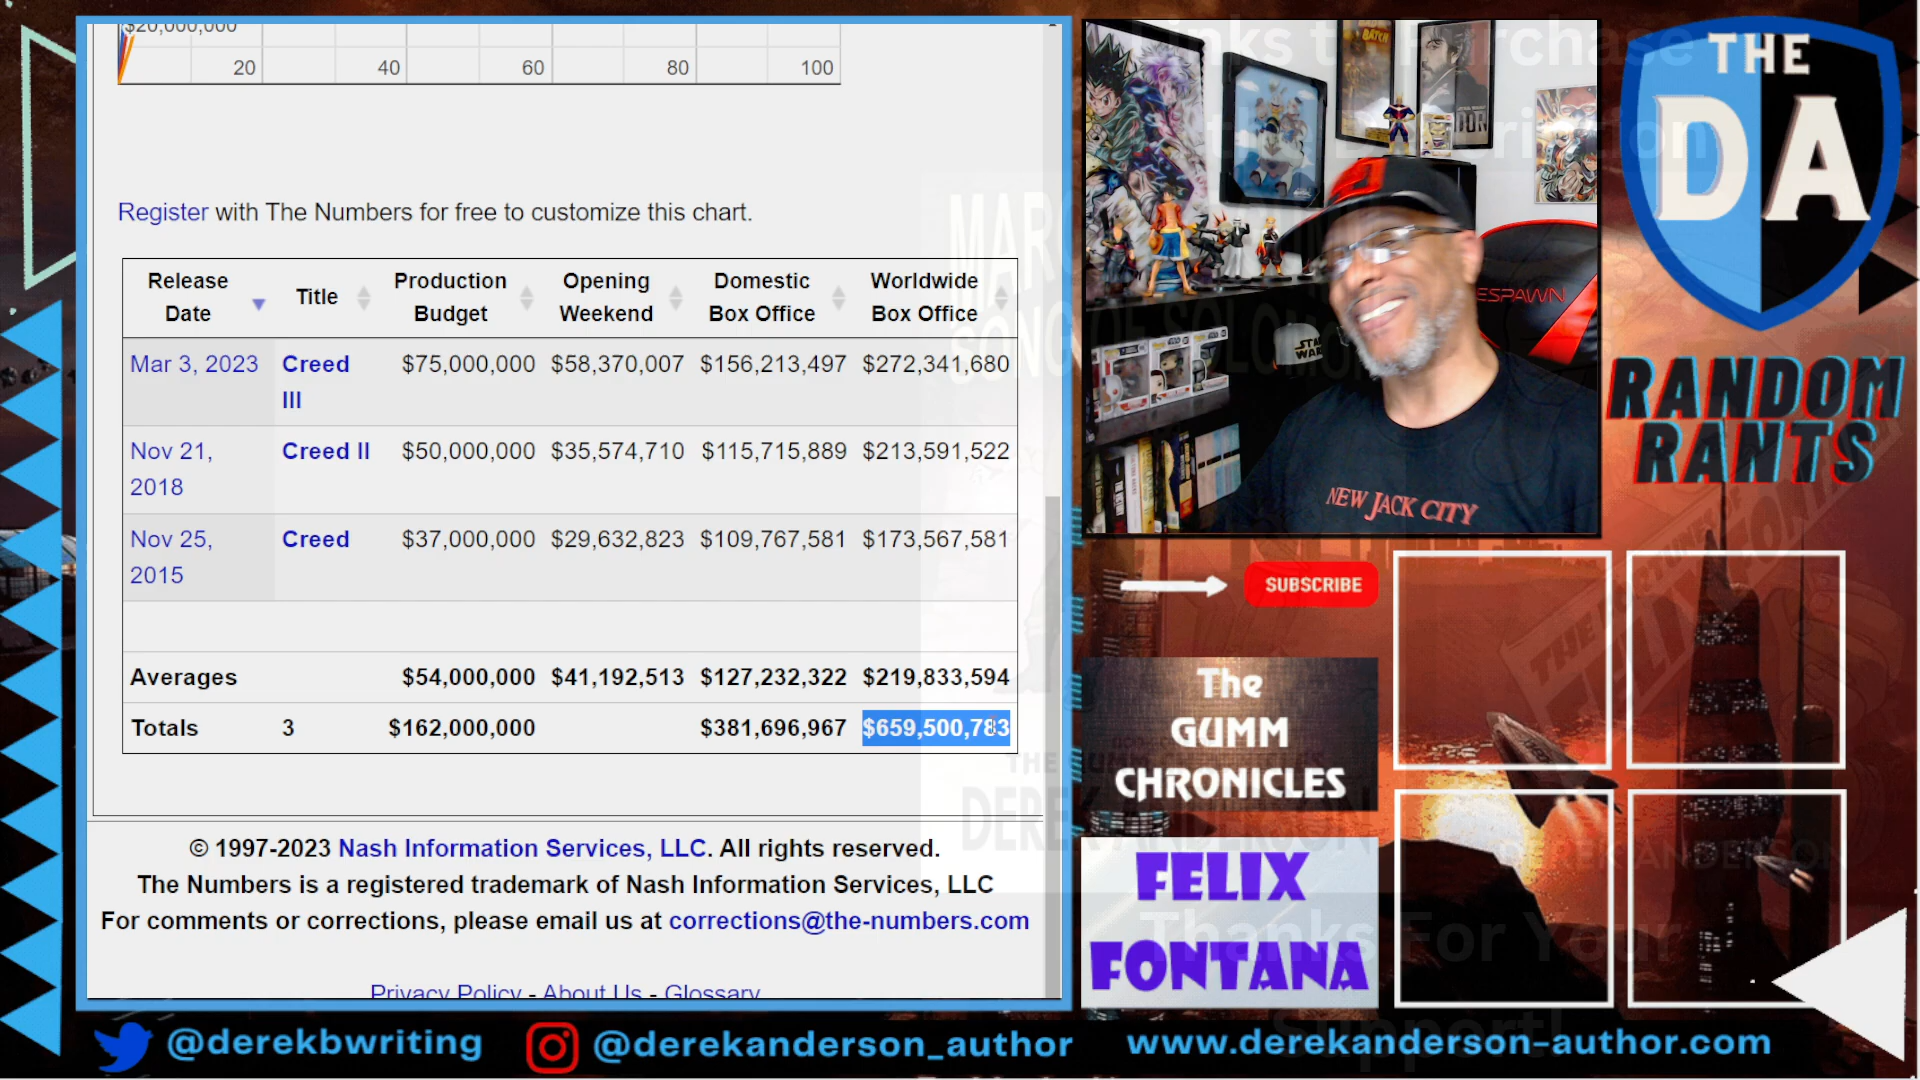 $20,000,000
20 40 60 80 100
Register with The Numbers for free to customize this chart.
Release Date Title Production Budget Opening Weekend Domestic Box Office Worldwide Box Office
Mar 3, 2023 Creed III $75,000,000 $58,370,007 $156,213,497 $272,341,680
Nov 21, 2018 Creed II $50,000,000 $35,574,710 $115,715,889 $213,591,522
Nov 25, 2015 Creed $37,000,000 $29,632,823 $109,767,581 $173,567,581
Averages $54,000,000 $41,192,513 $127,232,322 $219,833,594
Totals 3 $162,000,000 $381,696,967 $659,500,783
© 1997-2023 Nash Information Services, LLC. All rights reserved.
The Numbers is a registered trademark of Nash Information Services, LLC
For comments or corrections, please email us at corrections@the-numbers.com
Privacy Policy - About Us - Glossary
NEW JACK CITY
THE
DA
RANDOM
RANTS
SUBSCRIBE
The
GUMM
CHRONICLES
FELIX
FONTANA
Thanks For Your
Support!
DEREK ANDERSON
@derekbwriting
@derekanderson_author
www.derekanderson-author.com